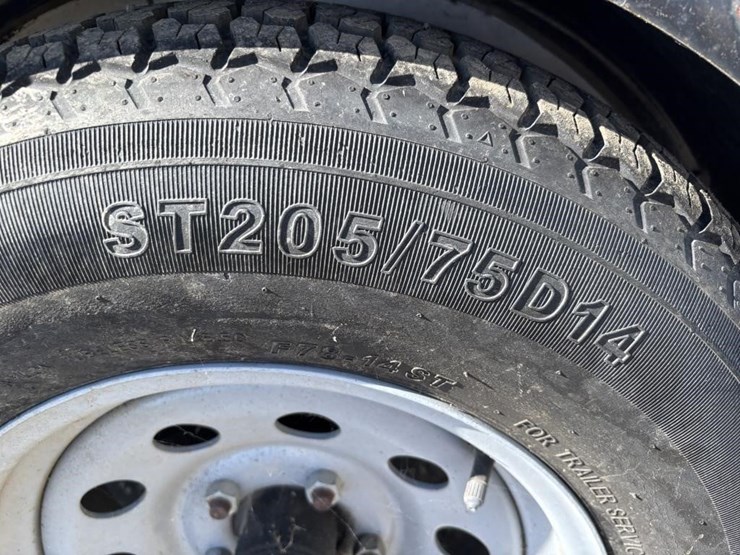 ST205/75D14
F78-14ST
FOR TRAILER SERVIC